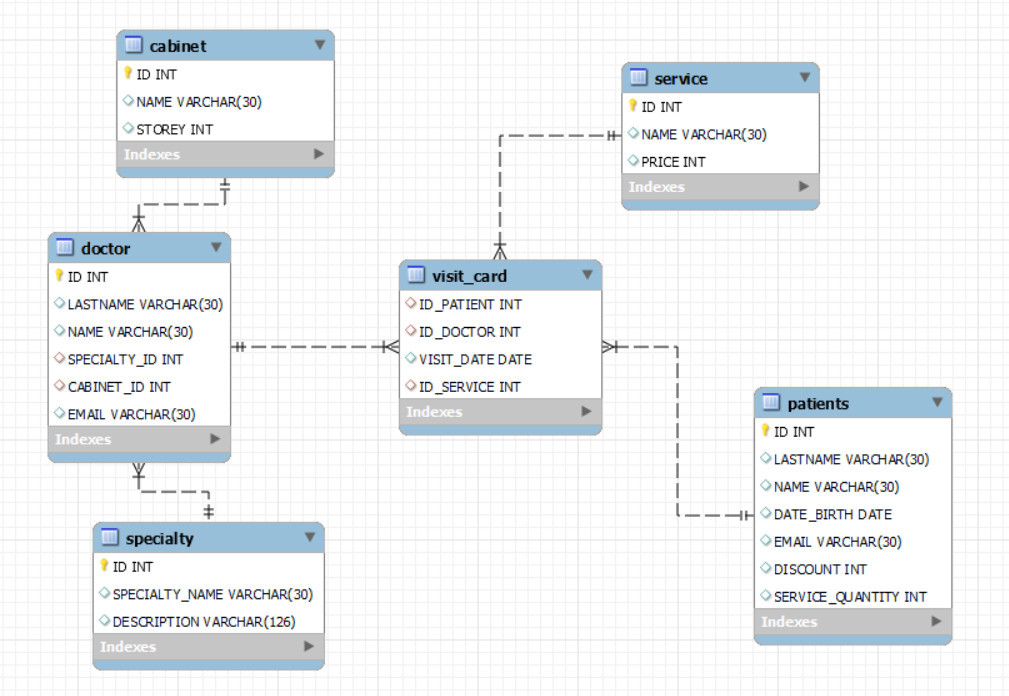 cabinet
ID INT
NAME VARCHAR(30)
STOREY INT
Indexes
service
ID INT
NAME VARCHAR(30)
PRICE INT
Indexes
doctor
ID INT
LASTNAME VARCHAR(30)
NAME VARCHAR(30)
SPECIALTY_ID INT
CABINET_ID INT
EMAIL VARCHAR(30)
Indexes
visit_card
ID_PATIENT INT
ID_DOCTOR INT
VISIT_DATE DATE
ID_SERVICE INT
Indexes
patients
ID INT
LASTNAME VARCHAR(30)
NAME VARCHAR(30)
DATE_BIRTH DATE
EMAIL VARCHAR(30)
DISCOUNT INT
SERVICE_QUANTITY INT
Indexes
specialty
ID INT
SPECIALTY_NAME VARCHAR(30)
DESCRIPTION VARCHAR(126)
Indexes